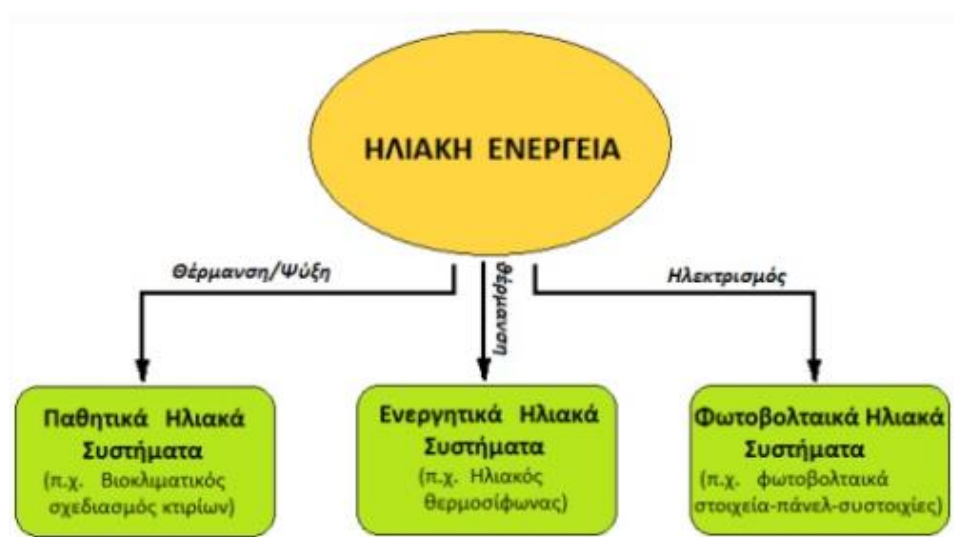 ΗΛΙΑΚΗ ΕΝΕΡΓΕΙΑ
Θέρμανση/Ψύξη
θέρμανση
Ηλεκτρισμός
Παθητικά Ηλιακά
Συστήματα
(π.χ. Βιοκλιματικός
σχεδιασμός κτιρίων)
Ενεργητικά Ηλιακά
Συστήματα
(π.χ. Ηλιακός
θερμοσίφωνας)
Φωτοβολταικά Ηλιακά
Συστήματα
(π.χ. φωτοβολταικά
στοιχεία-πάνελ-συστοιχίες)